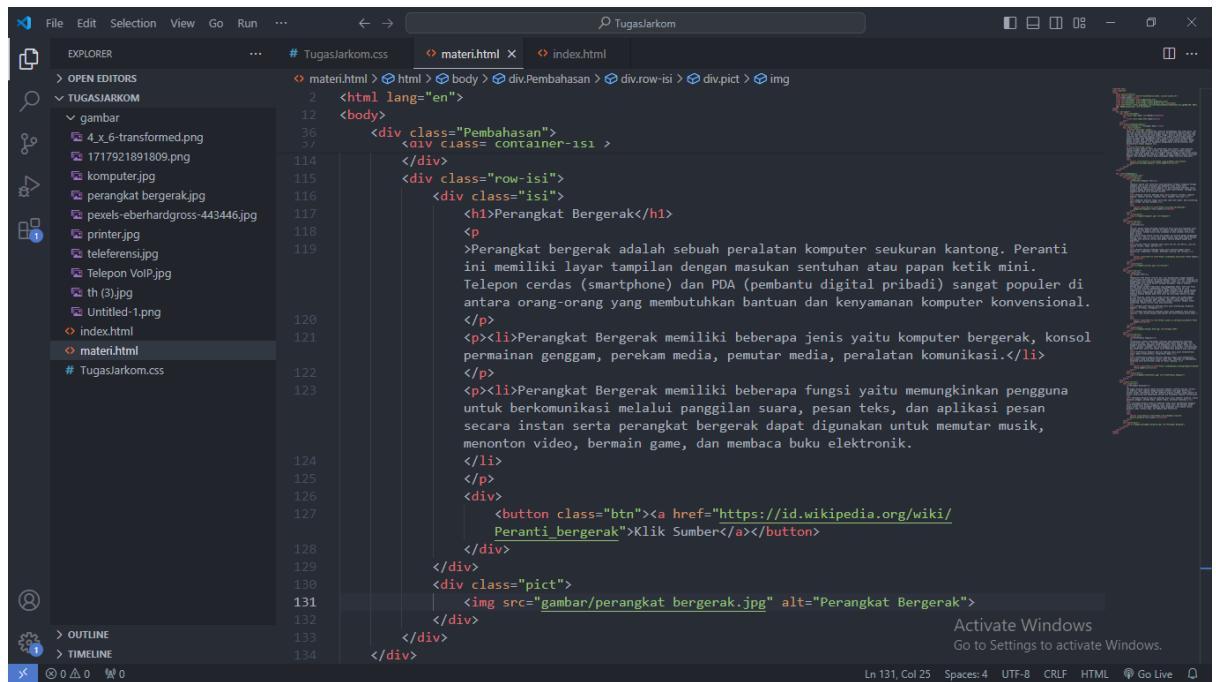 File Edit Selection View Go Run ··· ← → TugasJarkom
EXPLORER ···
# TugasJarkom.css <> materi.html × <> index.html ···
> OPEN EDITORS
<> materi.html > html > body > div.Pembahasan > div.row-isi > div.pict > img
TUGASJARKOM
gambar
4_x_6-transformed.png
1717921891809.png
komputer.jpg
perangkat bergerak.jpg
pexels-eberhardgross-443446.jpg
printer.jpg
teleferensi.jpg
Telepon VoIP.jpg
th (3).jpg
Untitled-1.png
<> index.html
<> materi.html
# TugasJarkom.css
> OUTLINE
> TIMELINE
2 <html lang="en">
12 <body>
36 <div class="Pembahasan">
37 <div class="container-isi">
114 </div>
115 <div class="row-isi">
116 <div class="isi">
117 <h1>Perangkat Bergerak</h1>
118 <p
119 >Perangkat bergerak adalah sebuah peralatan komputer seukuran kantong. Peranti
ini memiliki layar tampilan dengan masukan sentuhan atau papan ketik mini.
Telepon cerdas (smartphone) dan PDA (pembantu digital pribadi) sangat populer di
antara orang-orang yang membutuhkan bantuan dan kenyamanan komputer konvensional.
120 </p>
121 <p><li>Perangkat Bergerak memiliki beberapa jenis yaitu komputer bergerak, konsol
permainan genggam, perekam media, pemutar media, peralatan komunikasi.</li>
122 </p>
123 <p><li>Perangkat Bergerak memiliki beberapa fungsi yaitu memungkinkan pengguna
untuk berkomunikasi melalui panggilan suara, pesan teks, dan aplikasi pesan
secara instan serta perangkat bergerak dapat digunakan untuk memutar musik,
menonton video, bermain game, dan membaca buku elektronik.
124 </li>
125 </p>
126 <div>
127 <button class="btn"><a href="https://id.wikipedia.org/wiki/
Peranti_bergerak">Klik Sumber</a></button>
128 </div>
129 </div>
130 <div class="pict">
131 <img src="gambar/perangkat bergerak.jpg" alt="Perangkat Bergerak">
132 </div>
133 </div>
134 </div>
1
1
Activate Windows
Go to Settings to activate Windows.
0 0 0 Ln 131, Col 25 Spaces: 4 UTF-8 CRLF HTML Go Live